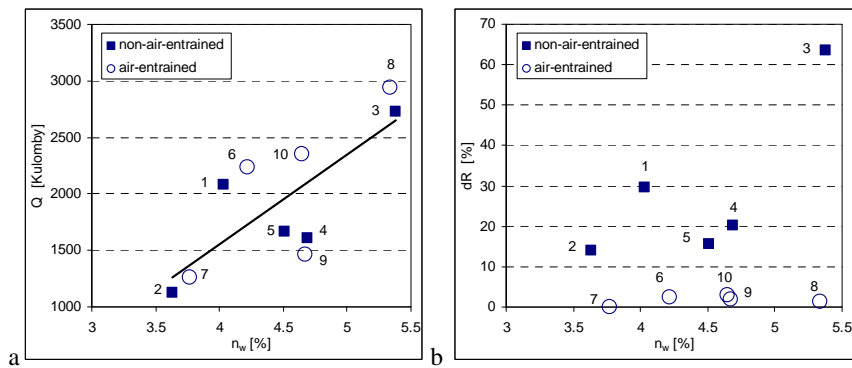 3500
3000
2500
2000
1500
1000
Q [Kulomby]
non-air-entrained
air-entrained
8
3
6
10
1
5
4
9
7
2
3 3.5 4 4.5 5 5.5
n_w [%]
a
70
60
50
40
30
20
10
0
dR [%]
non-air-entrained
air-entrained
3
1
4
2
5
6
10
9
8
7
3 3.5 4 4.5 5 5.5
n_w [%]
b